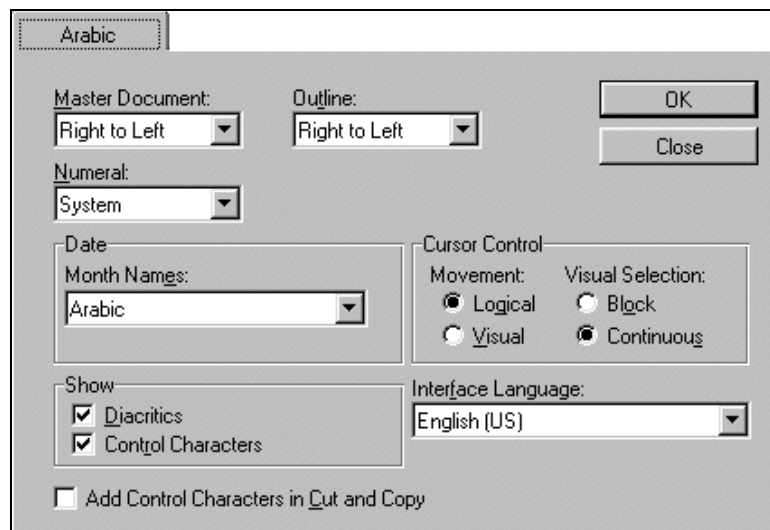 Arabic
Master Document: Outline:
Right to Left Right to Left
OK
Close
Numeral:
System
Date
Month Names:
Arabic
Cursor Control
Movement: Visual Selection:
Logical Block
Visual Continuous
Show
Diacritics
Control Characters
Interface Language:
English (US)
Add Control Characters in Cut and Copy